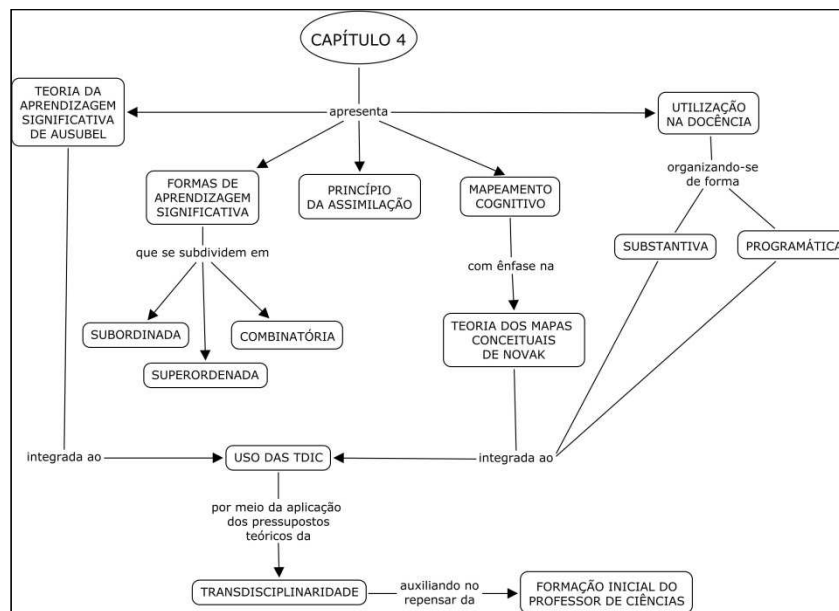 CAPÍTULO 4
TEORIA DA
APRENDIZAGEM
SIGNIFICATIVA
DE AUSUBEL
apresenta
UTILIZAÇÃO
NA DOCÊNCIA
organizando-se
de forma
FORMAS DE
APRENDIZAGEM
SIGNIFICATIVA
PRINCÍPIO
DA ASSIMILAÇÃO
MAPEAMENTO
COGNITIVO
que se subdividem em
com ênfase na
SUBSTANTIVA
PROGRAMÁTICA
SUBORDINADA
COMBINATÓRIA
SUPERORDENADA
TEORIA DOS MAPAS
CONCEITUAIS
DE NOVAK
integrada ao
USO DAS TDIC
integrada ao
por meio da aplicação
dos pressupostos
teóricos da
TRANSDISCIPLINARIDADE
auxiliando no
repensar da
FORMAÇÃO INICIAL DO
PROFESSOR DE CIÊNCIAS